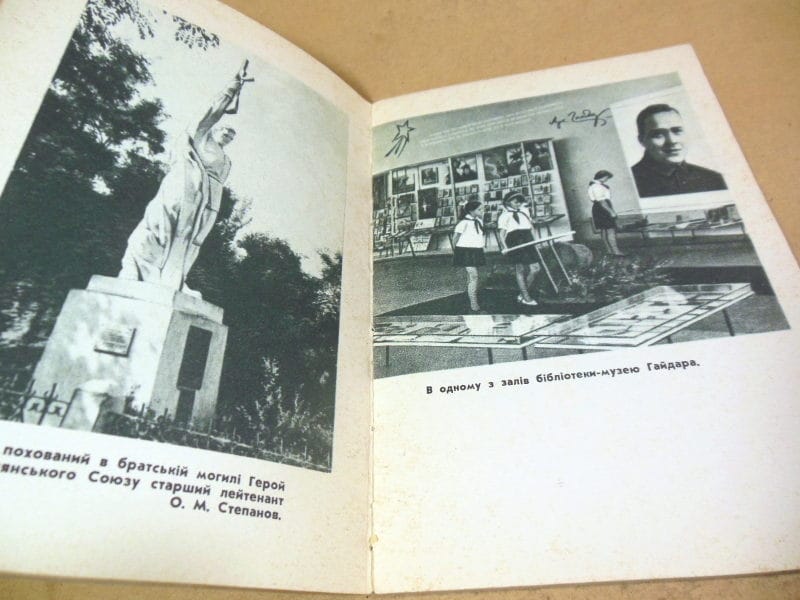 похований в братській могилі Герой
янського Союзу старший лейтенант
О. М. Степанов.
В одному з залів бібліотеки-музею Гайдара.